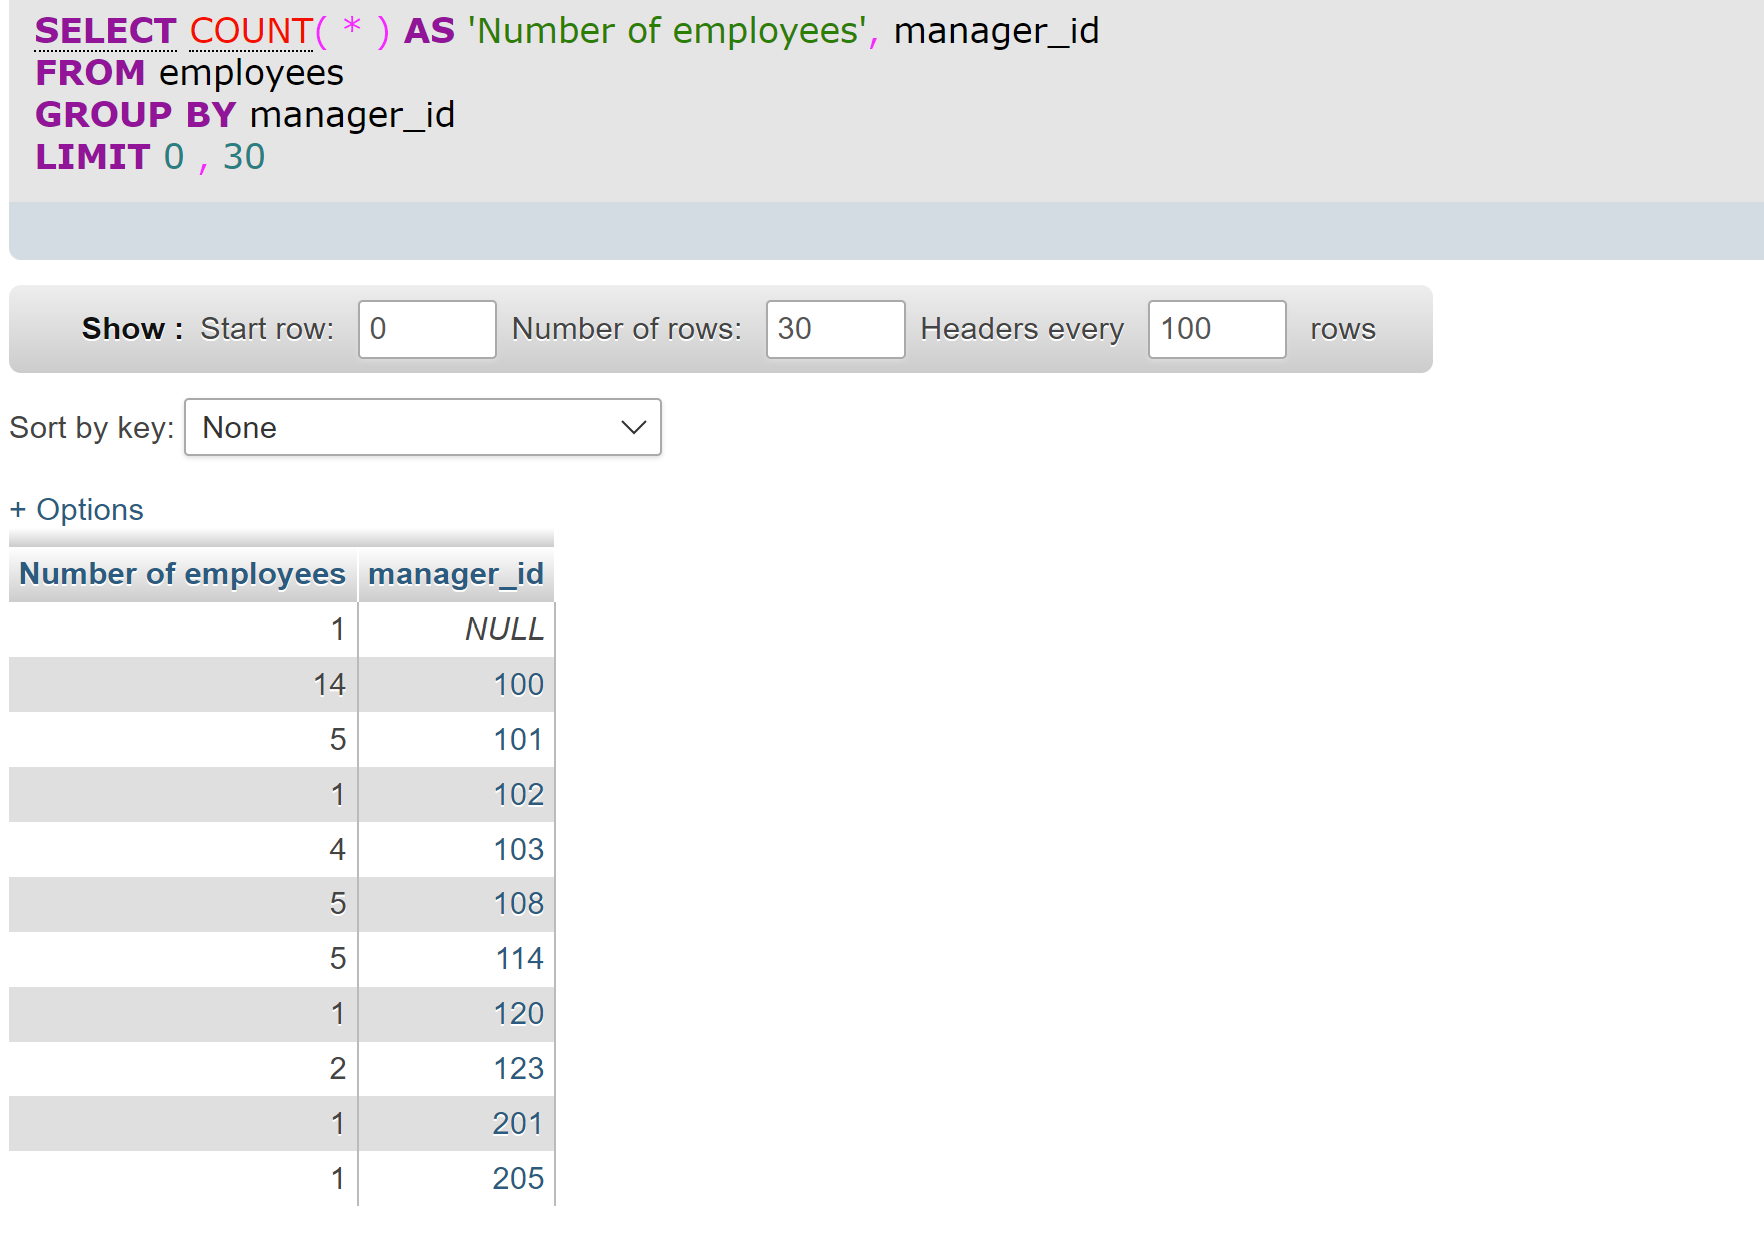 SELECT COUNT( * ) AS 'Number of employees', manager_id
FROM employees
GROUP BY manager_id
LIMIT 0 , 30
Show : Start row: 0 Number of rows: 30 Headers every 100 rows
Sort by key: None
+ Options
Number of employees manager_id
1 NULL
14 100
5 101
1 102
4 103
5 108
5 114
1 120
2 123
1 201
1 205